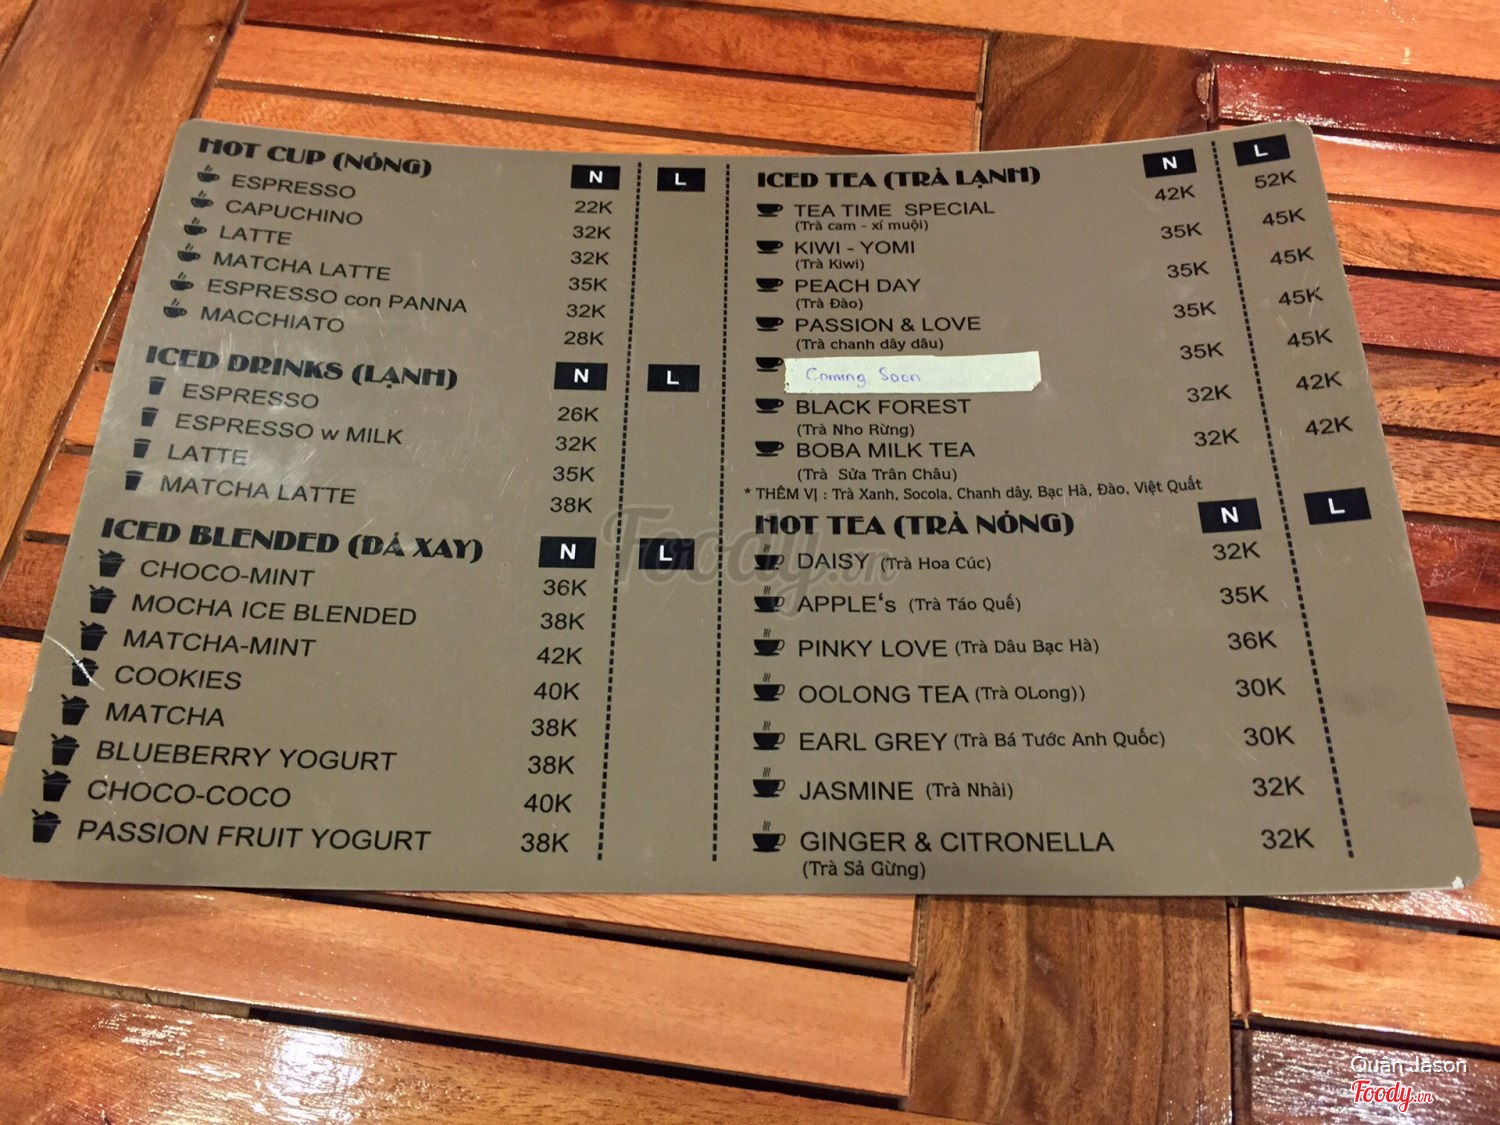 HOT CUP (NÓNG) N L
ESPRESSO 22K
CAPUCHINO 32K
LATTE 32K
MATCHA LATTE 35K
ESPRESSO con PANNA 32K
MACCHIATO 28K
ICED DRINKS (LẠNH) N L
ESPRESSO 26K
ESPRESSO w MILK 32K
LATTE 35K
MATCHA LATTE 38K
ICED BLENDED (ĐÁ XAY) N L
CHOCO-MINT 36K
MOCHA ICE BLENDED 38K
MATCHA-MINT 42K
COOKIES 40K
MATCHA 38K
BLUEBERRY YOGURT 38K
CHOCO-COCO 40K
PASSION FRUIT YOGURT 38K
ICED TEA (TRÀ LẠNH) N L
TEA TIME SPECIAL 42K 52K
(Trà cam - xí muội)
KIWI - YOMI 35K 45K
(Trà Kiwi)
PEACH DAY 35K 45K
(Trà Đào)
PASSION & LOVE 35K 45K
(Trà chanh dây dâu)
Coming Soon 35K 45K
BLACK FOREST 32K 42K
(Trà Nho Rừng)
BOBA MILK TEA 32K 42K
(Trà Sữa Trân Châu)
* THÊM VỊ : Trà Xanh, Socola, Chanh dây, Bạc Hà, Đào, Việt Quất
HOT TEA (TRÀ NÓNG) N L
DAISY (Trà Hoa Cúc) 32K
APPLE‘s (Trà Táo Quế) 35K
PINKY LOVE (Trà Dâu Bạc Hà) 36K
OOLONG TEA (Trà OLong)) 30K
EARL GREY (Trà Bá Tước Anh Quốc) 30K
JASMINE (Trà Nhài) 32K
GINGER & CITRONELLA 32K
(Trà Sả Gừng)
Foody.vn
Quân Jason
Foody.vn